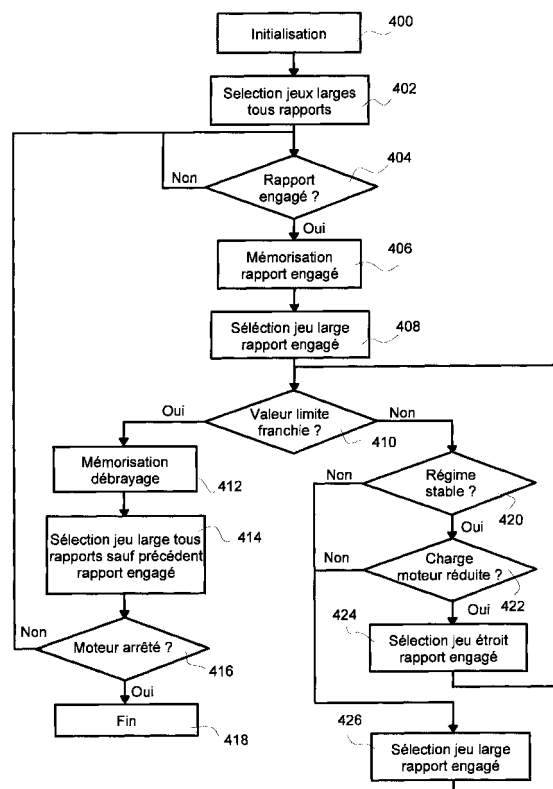 Initialisation
400
Selection jeux larges
tous rapports
402
404
Non
Rapport
engagé ?
Oui
Mémorisation
rapport engagé
406
Séléction jeu large
rapport engagé
408
Oui
Valeur limite
franchie ?
Non
410
Mémorisation
débrayage
412
Non
Régime
stable ?
420
Oui
Sélection jeu large tous
rapports sauf précédent
rapport engagé
414
Non
Charge
moteur réduite ?
422
Oui
424
Sélection jeu étroit
rapport engagé
Non
Moteur arrêté ?
416
Oui
Fin
418
426
Sélection jeu large
rapport engagé